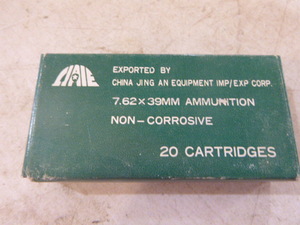 EXPORTED BY
CHINA JING AN EQUIPMENT IMP/EXP CORP.
7.62×39MM AMMUNITION
NON-CORROSIVE
20 CARTRIDGES